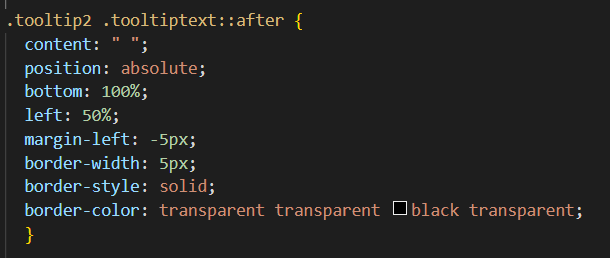 .tooltip2 .tooltiptext::after {
content: " ";
position: absolute;
bottom: 100%;
left: 50%;
margin-left: -5px;
border-width: 5px;
border-style: solid;
border-color: transparent transparent black transparent;
}